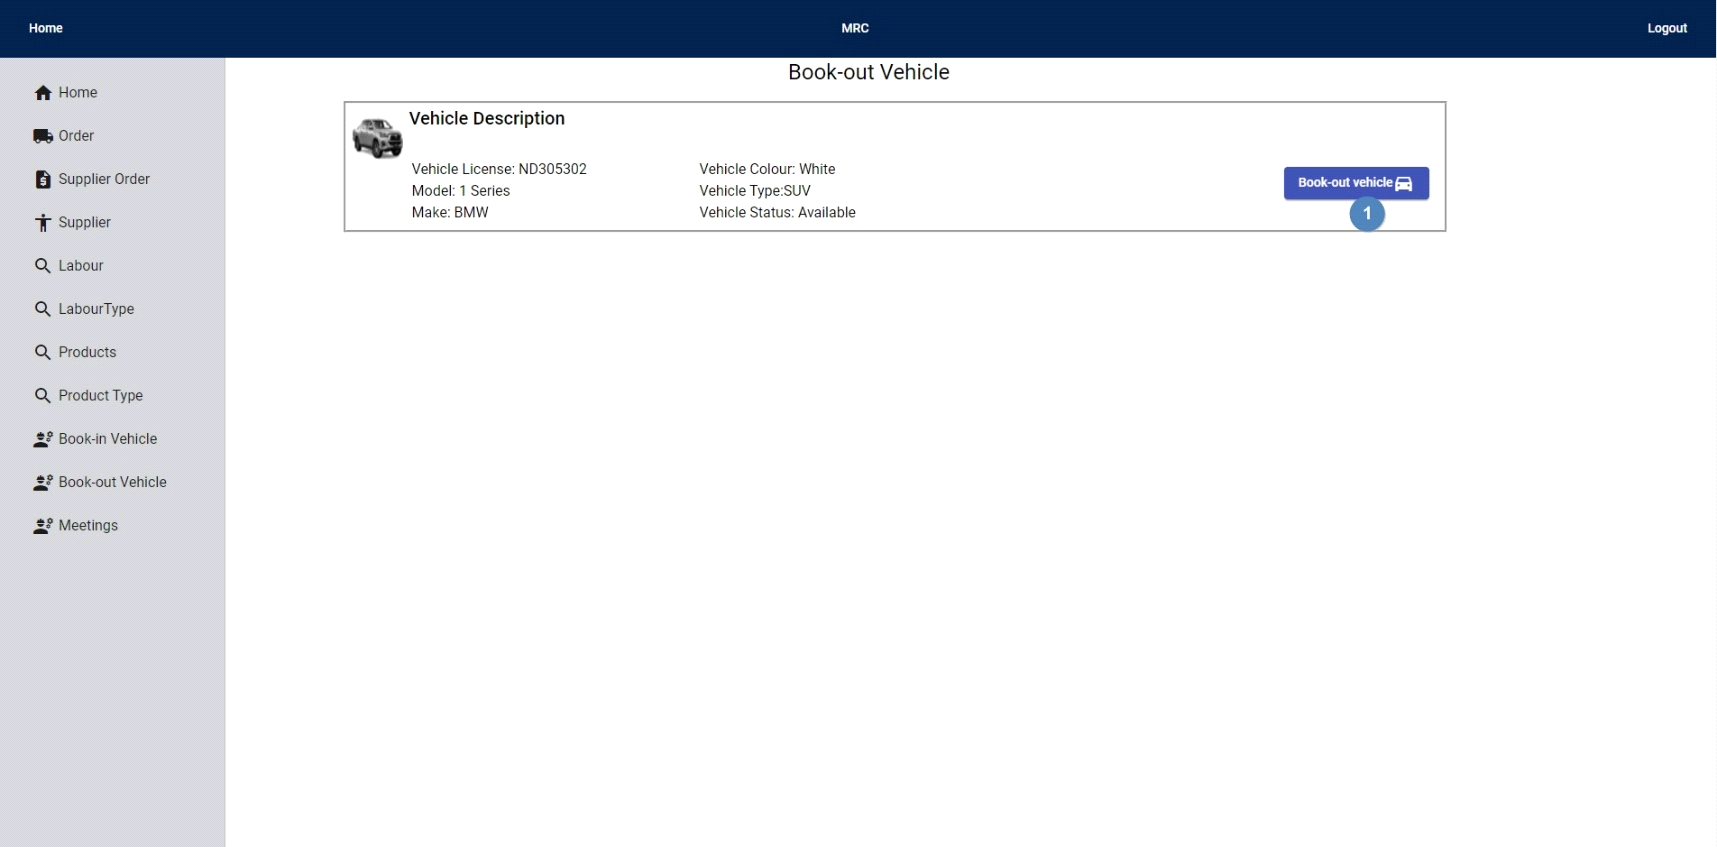 Home MRC Logout
Book-out Vehicle
Home
Order
Supplier Order
Supplier
Labour
LabourType
Products
Product Type
Book-in Vehicle
Book-out Vehicle
Meetings
Vehicle Description
Vehicle License: ND305302
Model: 1 Series
Make: BMW
Vehicle Colour: White
Vehicle Type:SUV
Vehicle Status: Available
Book-out vehicle
1